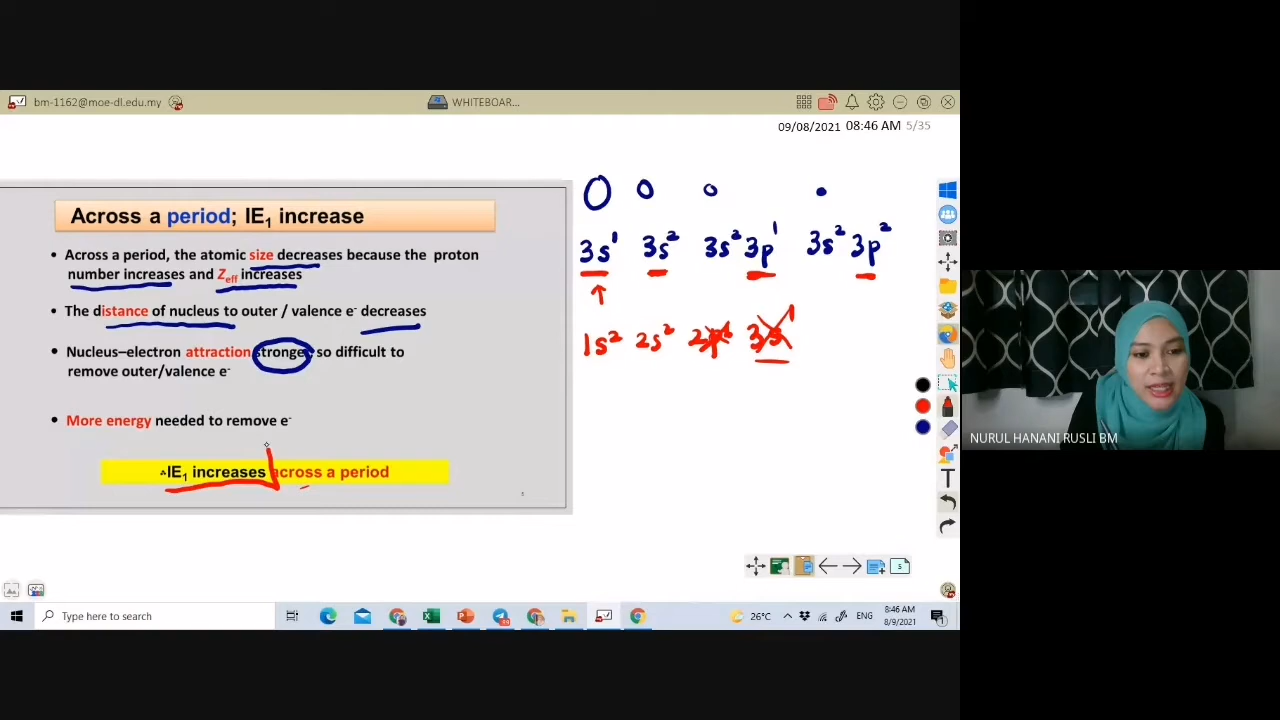 bm-1162@moe-dl.edu.my
WHITEBOAR...
09/08/2021 08:46 AM 5/35
Across a period; IE₁ increase
• Across a period, the atomic size decreases because the proton
number increases and Zeff increases
• The distance of nucleus to outer / valence e⁻ decreases
• Nucleus–electron attraction stronger so difficult to
remove outer/valence e⁻
• More energy needed to remove e⁻
∴IE₁ increases across a period
3s¹ 3s² 3s² 3p¹ 3s² 3p²
1s² 2s² 2p⁶ 3s¹
NURUL HANANI RUSLI BM
T
s
Type here to search
26°C
ENG
8:46 AM
8/9/2021